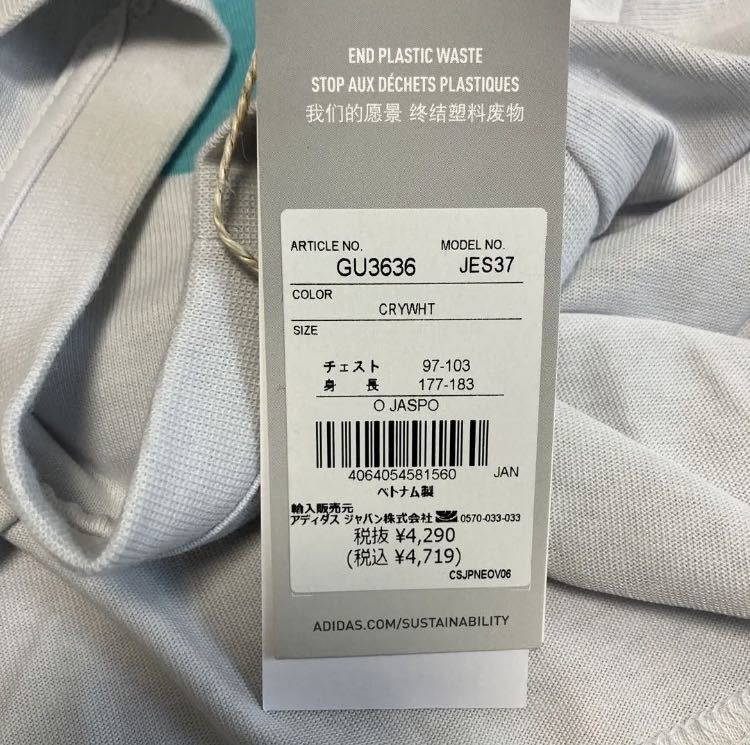 END PLASTIC WASTE
STOP AUX DÉCHETS PLASTIQUES
我们的愿景 终结塑料废物
ARTICLE NO. MODEL NO.
GU3636 JES37
COLOR
CRYWHT
SIZE
チェスト 97-103
身 長 177-183
O JASPO
4064054581560 JAN
ベトナム製
輸入販売元
アディダス ジャパン株式会社 0570-033-033
税抜 ¥4,290
(税込 ¥4,719)
CSJPNEOV06
ADIDAS.COM/SUSTAINABILITY